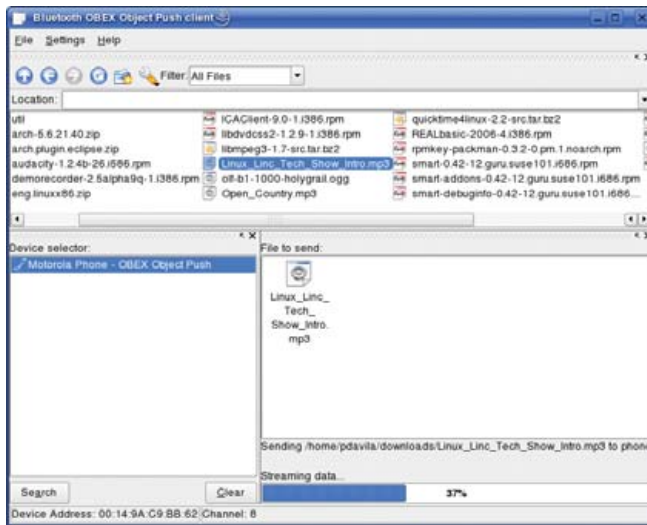 Bluetooth OBEX Object Push client
File Settings Help
Filter: All Files
Location:
util
arch-5.6.21.40.zip
arch.plugin.eclipse.zip
audacity-1.2.4b-26.i686.rpm
demorecorder-2.5alpha9q-1.i386.rpm
eng.linuxx86.zip
ICAClient-9.0-1.i386.rpm
libdvdcss2-1.2.9-1.i386.rpm
libmpeg3-1.7-src.tar.bz2
Linux_Linc_Tech_Show_Intro.mp3
olf-b1-1000-holygrail.ogg
Open_Country.mp3
quicktime4linux-2.2-src.tar.bz2
REALbasic-2006-4.i386.rpm
rpmkey-packman-0.3.2-0.pm.1.noarch.rpm
smart-0.42-12.guru.suse101.i686.rpm
smart-addons-0.42-12.guru.suse101.i686.rpm
smart-debuginfo-0.42-12.guru.suse101.i686...
Device selector:
Motorola Phone - OBEX Object Push
File to send:
Linux_Linc_
Tech_
Show_Intro.
mp3
Sending /home/pdavila/downloads/Linux_Linc_Tech_Show_Intro.mp3 to phone
Streaming data...
37%
Search
Clear
Device Address: 00:14:9A:C9:BB:62 Channel: 8